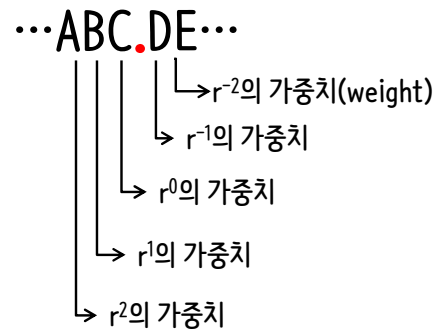 …ABC.DE…
r⁻²의 가중치(weight)
r⁻¹의 가중치
r⁰의 가중치
r¹의 가중치
r²의 가중치